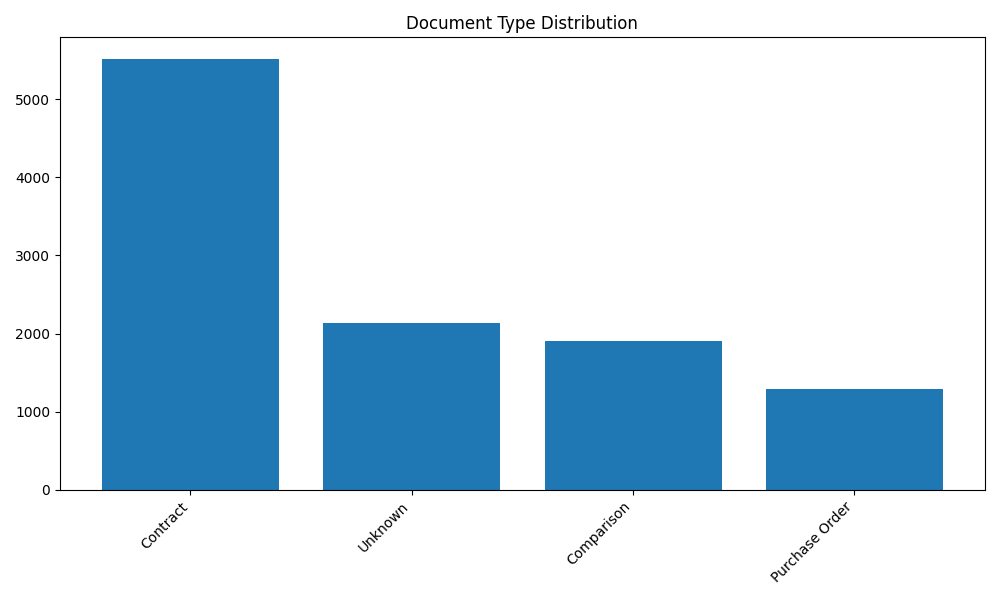 Document Type Distribution
5000
4000
3000
2000
1000
0
Contract
Unknown
Comparison
Purchase Order